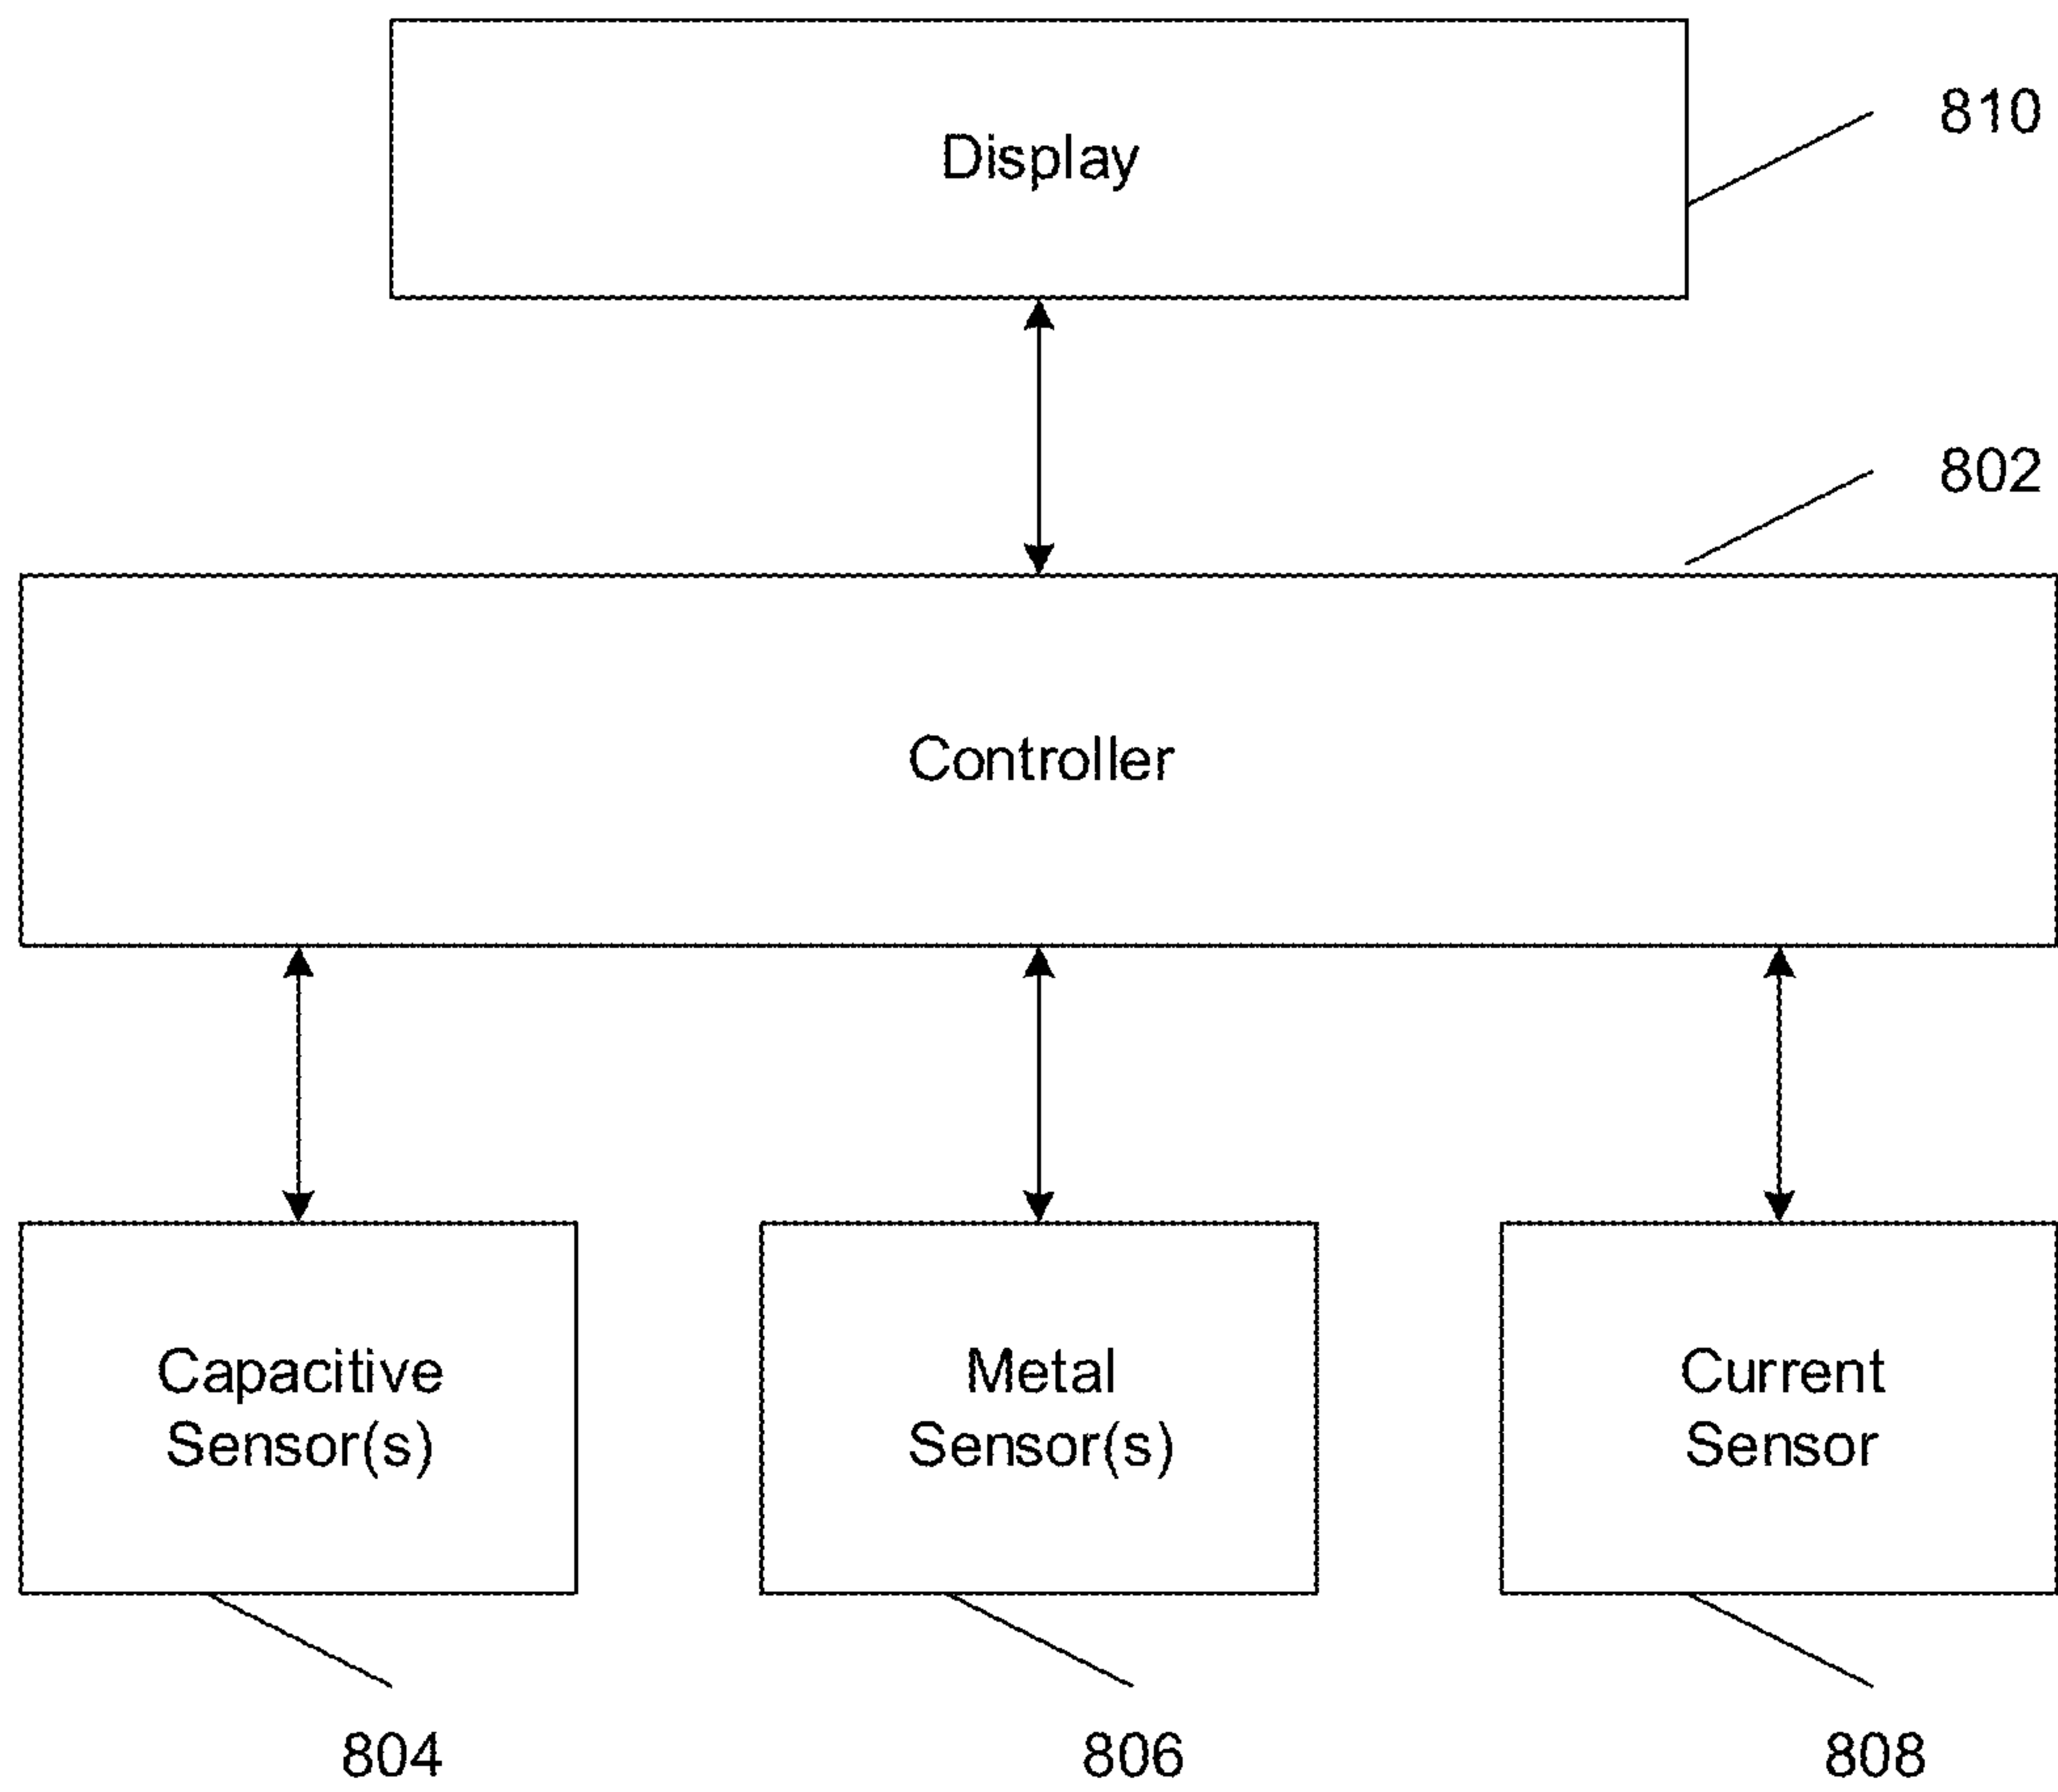 810
Display
802
Controller
Capacitive
Sensor(s)
Metal
Sensor(s)
Current
Sensor
804
806
808